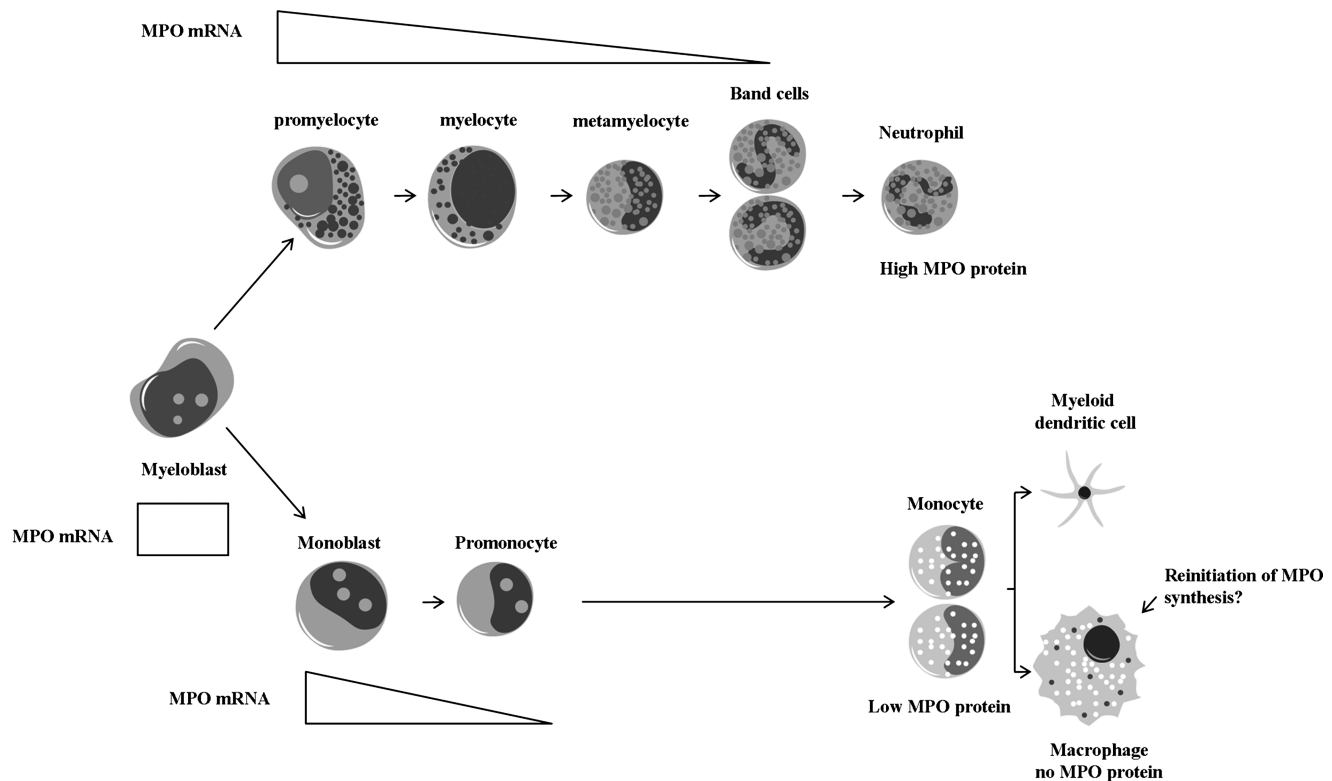 MPO mRNA
Band cells
promyelocyte
myelocyte
metamyelocyte
Neutrophil
High MPO protein
Myeloblast
MPO mRNA
Monoblast
Promonocyte
MPO mRNA
Monocyte
Low MPO protein
Myeloid
dendritic cell
Reinitiation of MPO
synthesis?
Macrophage
no MPO protein